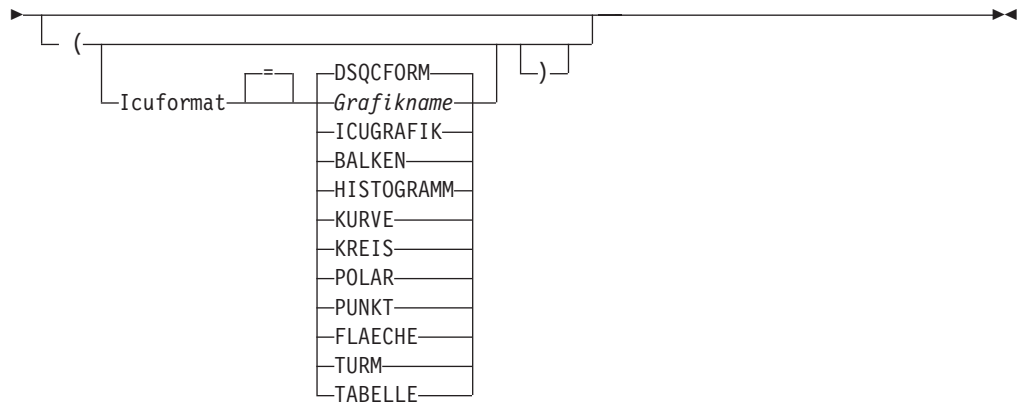 (
= DSQCFORM )
Icuformat Grafikname
ICUGRAFIK
BALKEN
HISTOGRAMM
KURVE
KREIS
POLAR
PUNKT
FLAECHE
TURM
TABELLE